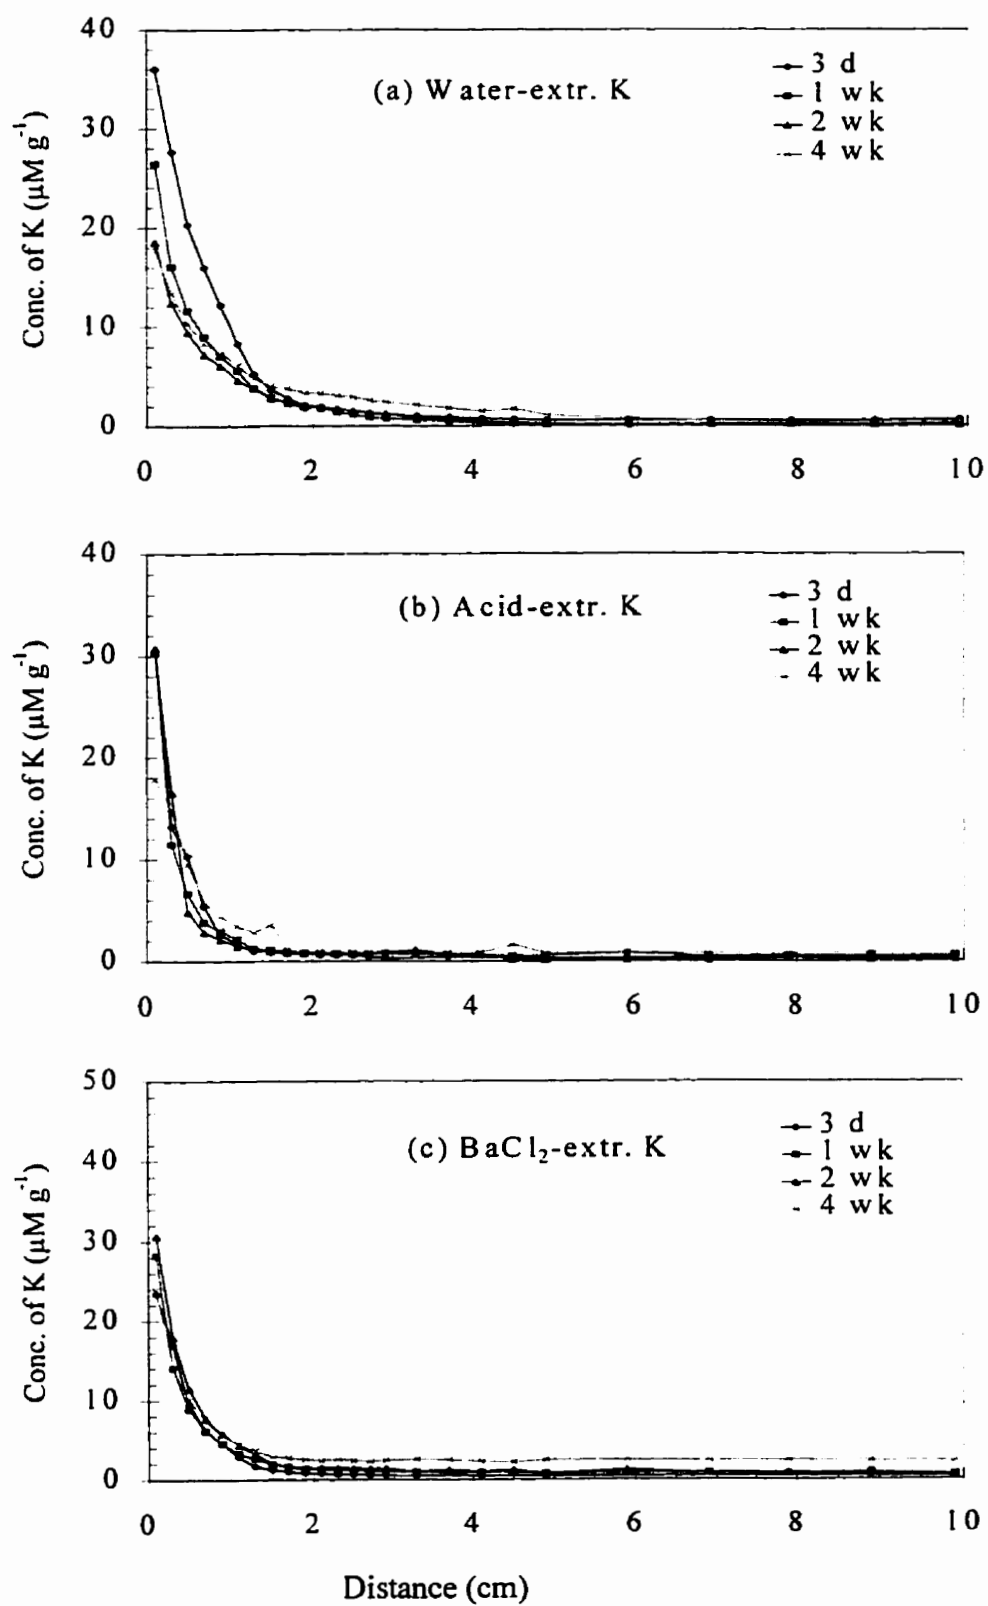 40
30
20
10
0
Conc. of K (μM g⁻¹)
(a) Water-extr. K
3 d
1 wk
2 wk
4 wk
0 2 4 6 8 10
40
30
20
10
0
Conc. of K (μM g⁻¹)
(b) Acid-extr. K
3 d
1 wk
2 wk
4 wk
0 2 4 6 8 10
50
40
30
20
10
0
Conc. of K (μM g⁻¹)
(c) BaCl₂-extr. K
3 d
1 wk
2 wk
4 wk
0 2 4 6 8 10
Distance (cm)